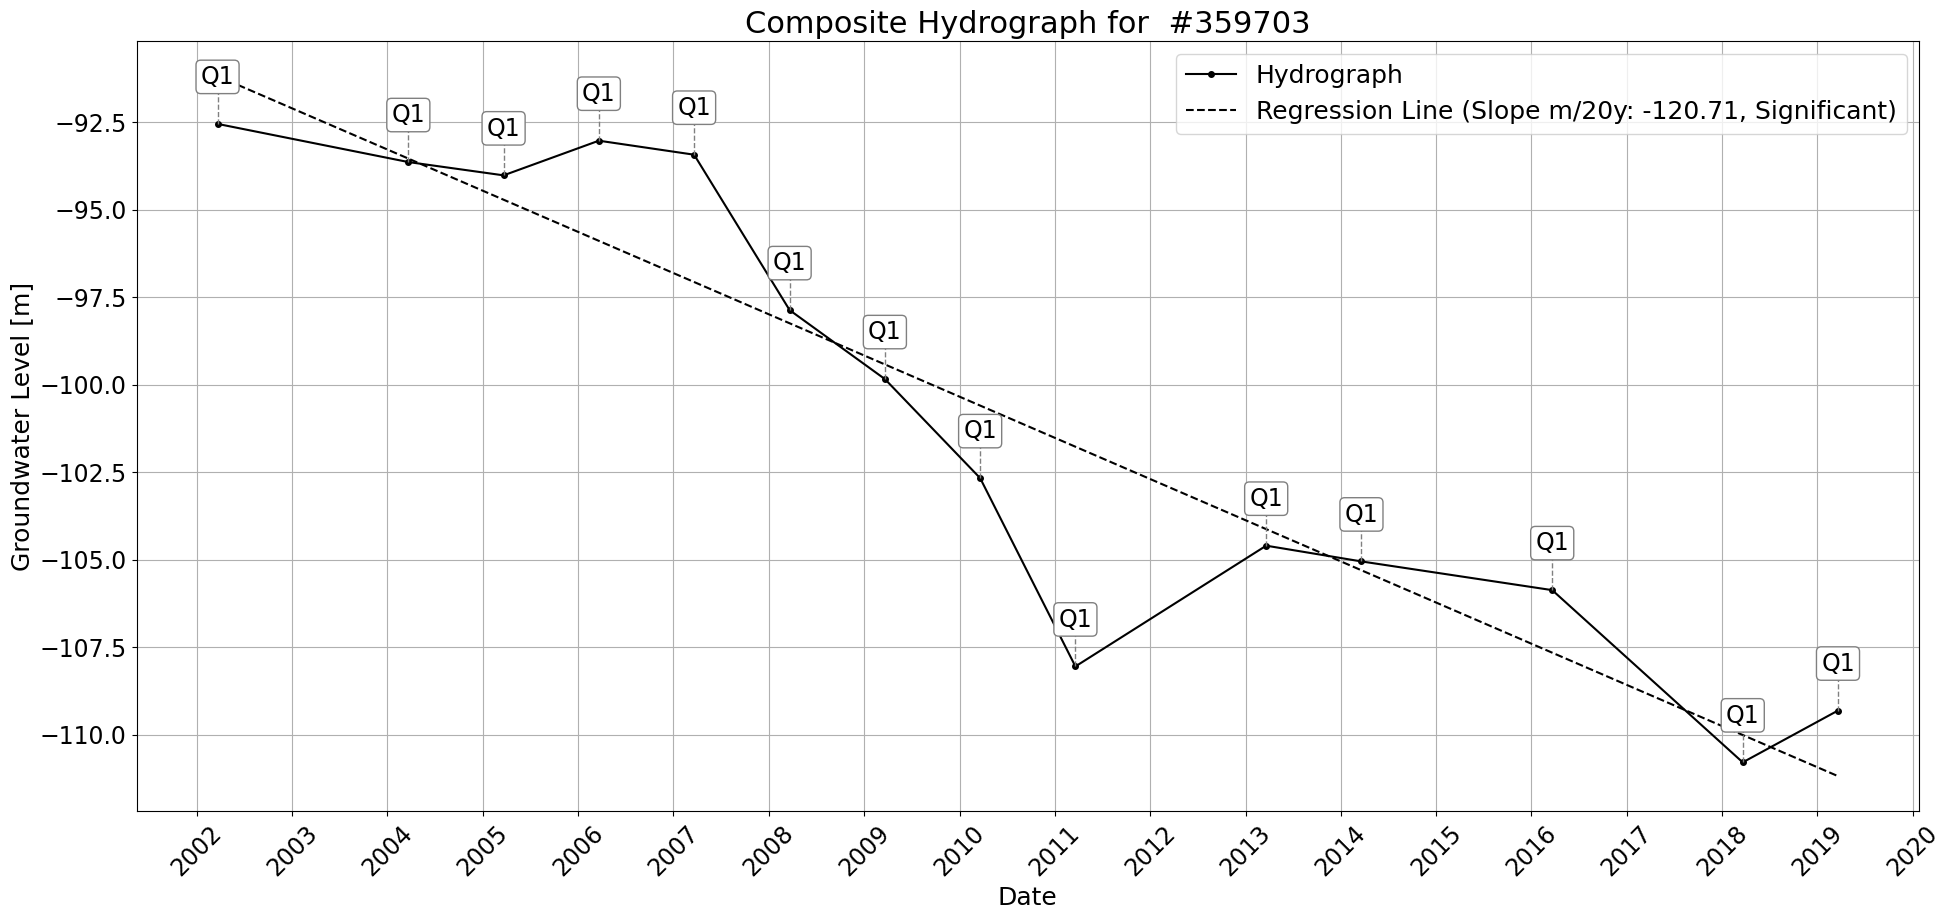 Composite Hydrograph for  #359703
Hydrograph
Regression Line (Slope m/20y: -120.71, Significant)
Q1
Q1
Q1
Q1
Q1
Q1
Q1
Q1
Q1
Q1
Q1
Q1
Q1
Q1
Groundwater Level [m]
−92.5
−95.0
−97.5
−100.0
−102.5
−105.0
−107.5
−110.0
2002
2003
2004
2005
2006
2007
2008
2009
2010
2011
2012
2013
2014
2015
2016
2017
2018
2019
2020
Date